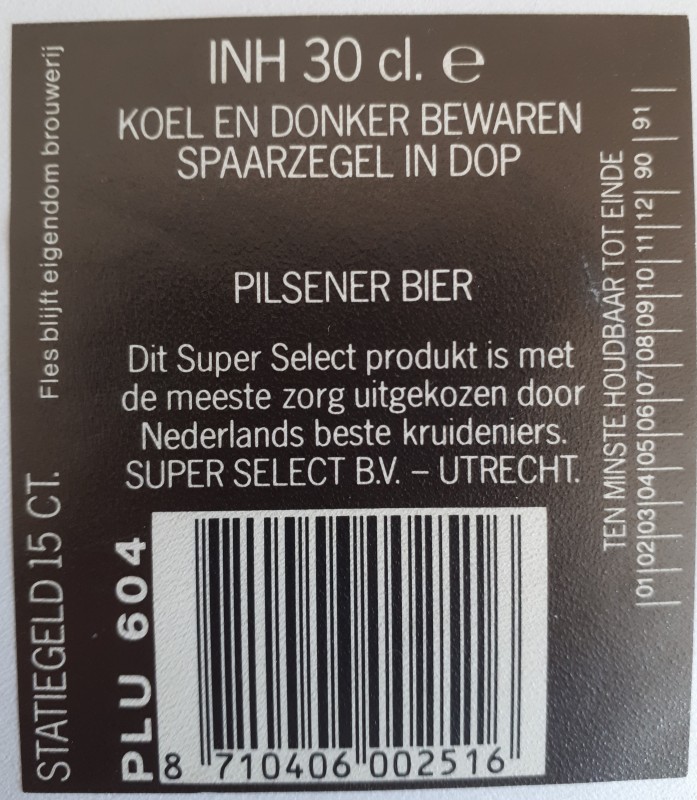 INH 30 cl. ℮
KOEL EN DONKER BEWAREN
SPAARZEGEL IN DOP
PILSENER BIER
Dit Super Select produkt is met
de meeste zorg uitgekozen door
Nederlands beste kruideniers.
SUPER SELECT B.V. – UTRECHT.
STATIEGELD 15 CT. Fles blijft eigendom brouwerij
PLU 604
8 710406 002516
TEN MINSTE HOUDBAAR TOT EINDE
|01|02|03|04|05|06|07|08|09|10|11|12| 90 | 91 |